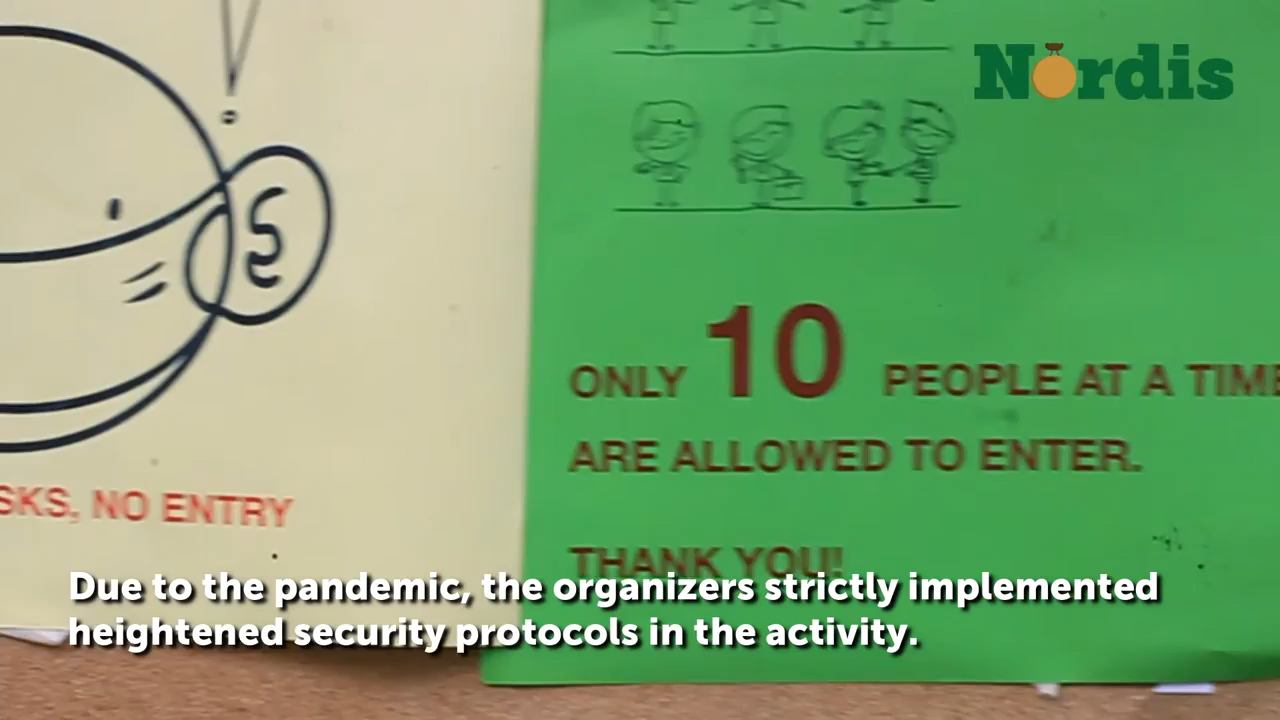 Nordis
ONLY 10 PEOPLE AT A TIME
ARE ALLOWED TO ENTER.
THANK YOU!
SKS, NO ENTRY
Due to the pandemic, the organizers strictly implemented
heightened security protocols in the activity.